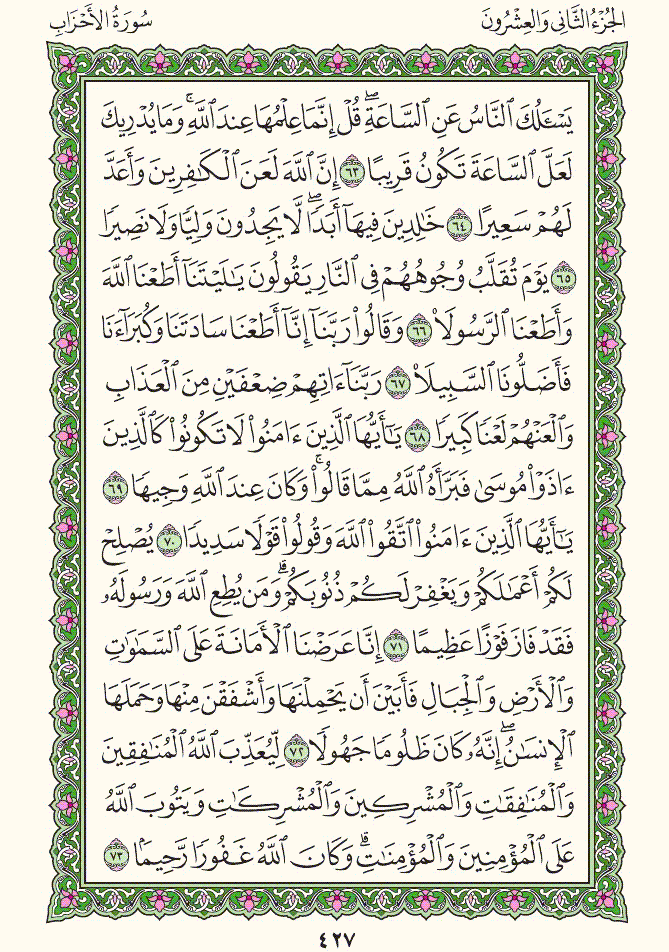 الجُزْءُ الثَّانِي وَالعِشْرُونَ
سُورَةُ الأَحْزَابِ
يَسْـَٔلُكَ ٱلنَّاسُ عَنِ ٱلسَّاعَةِۖ قُلْ إِنَّمَا عِلْمُهَا عِندَ ٱللَّهِۚ وَمَا يُدْرِيكَ
لَعَلَّ ٱلسَّاعَةَ تَكُونُ قَرِيبًا ٦٣ إِنَّ ٱللَّهَ لَعَنَ ٱلْكَٰفِرِينَ وَأَعَدَّ
لَهُمْ سَعِيرًا ٦٤ خَٰلِدِينَ فِيهَآ أَبَدًاۖ لَّا يَجِدُونَ وَلِيًّا وَلَا نَصِيرًا
٦٥ يَوْمَ تُقَلَّبُ وُجُوهُهُمْ فِى ٱلنَّارِ يَقُولُونَ يَٰلَيْتَنَآ أَطَعْنَا ٱللَّهَ
وَأَطَعْنَا ٱلرَّسُولَا۠ ٦٦ وَقَالُوا۟ رَبَّنَآ إِنَّآ أَطَعْنَا سَادَتَنَا وَكُبَرَآءَنَا
فَأَضَلُّونَا ٱلسَّبِيلَا۠ ٦٧ رَبَّنَآ ءَاتِهِمْ ضِعْفَيْنِ مِنَ ٱلْعَذَابِ
وَٱلْعَنْهُمْ لَعْنًا كَبِيرًا ٦٨ يَٰٓأَيُّهَا ٱلَّذِينَ ءَامَنُوا۟ لَا تَكُونُوا۟ كَٱلَّذِينَ
ءَاذَوْا۟ مُوسَىٰ فَبَرَّأَهُ ٱللَّهُ مِمَّا قَالُوا۟ۚ وَكَانَ عِندَ ٱللَّهِ وَجِيهًا ٦٩
يَٰٓأَيُّهَا ٱلَّذِينَ ءَامَنُوا۟ ٱتَّقُوا۟ ٱللَّهَ وَقُولُوا۟ قَوْلًا سَدِيدًا ٧٠ يُصْلِحْ
لَكُمْ أَعْمَٰلَكُمْ وَيَغْفِرْ لَكُمْ ذُنُوبَكُمْۗ وَمَن يُطِعِ ٱللَّهَ وَرَسُولَهُۥ
فَقَدْ فَازَ فَوْزًا عَظِيمًا ٧١ إِنَّا عَرَضْنَا ٱلْأَمَانَةَ عَلَى ٱلسَّمَٰوَٰتِ
وَٱلْأَرْضِ وَٱلْجِبَالِ فَأَبَيْنَ أَن يَحْمِلْنَهَا وَأَشْفَقْنَ مِنْهَا وَحَمَلَهَا
ٱلْإِنسَٰنُۖ إِنَّهُۥ كَانَ ظَلُومًا جَهُولًا ٧٢ لِّيُعَذِّبَ ٱللَّهُ ٱلْمُنَٰفِقِينَ
وَٱلْمُنَٰفِقَٰتِ وَٱلْمُشْرِكِينَ وَٱلْمُشْرِكَٰتِ وَيَتُوبَ ٱللَّهُ
عَلَى ٱلْمُؤْمِنِينَ وَٱلْمُؤْمِنَٰتِۗ وَكَانَ ٱللَّهُ غَفُورًا رَّحِيمًۢا ٧٣
٤٢٧